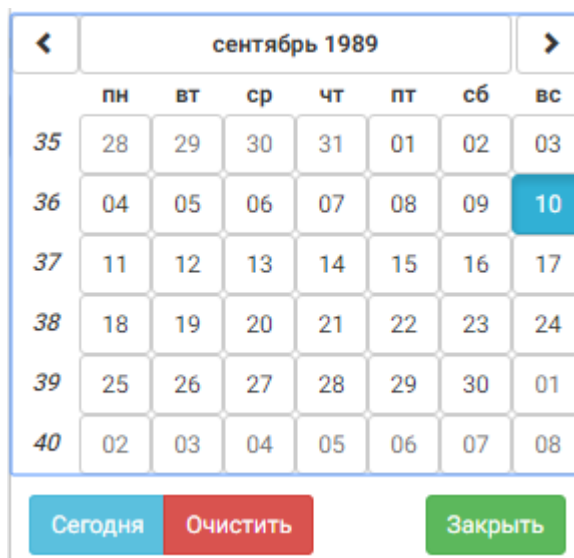 сентябрь 1989
пн вт ср чт пт сб вс
35 28 29 30 31 01 02 03
36 04 05 06 07 08 09 10
37 11 12 13 14 15 16 17
38 18 19 20 21 22 23 24
39 25 26 27 28 29 30 01
40 02 03 04 05 06 07 08
Сегодня Очистить Закрыть